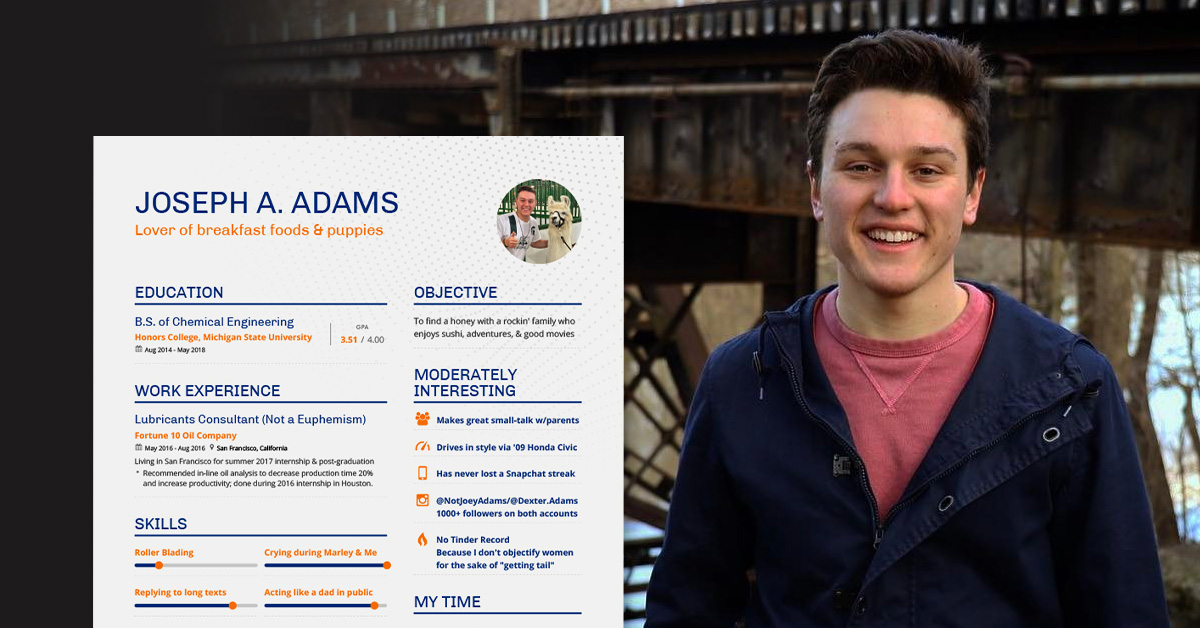 JOSEPH A. ADAMS
Lover of breakfast foods & puppies
EDUCATION
B.S. of Chemical Engineering
Honors College, Michigan State University
Aug 2014 - May 2018
GPA
3.51 / 4.00
WORK EXPERIENCE
Lubricants Consultant (Not a Euphemism)
Fortune 10 Oil Company
May 2016 - Aug 2016 San Francisco, California
Living in San Francisco for summer 2017 internship & post-graduation
* Recommended in-line oil analysis to decrease production time 20%
and increase productivity; done during 2016 internship in Houston.
SKILLS
Roller Blading
Crying during Marley & Me
Replying to long texts
Acting like a dad in public
OBJECTIVE
To find a honey with a rockin' family who
enjoys sushi, adventures, & good movies
MODERATELY
INTERESTING
Makes great small-talk w/parents
Drives in style via '09 Honda Civic
Has never lost a Snapchat streak
@NotJoeyAdams/@Dexter.Adams
1000+ followers on both accounts
No Tinder Record
Because I don't objectify women
for the sake of "getting tail"
MY TIME